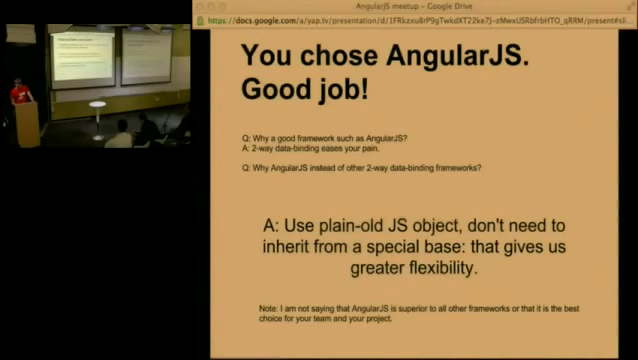 AngularJS meetup - Google Drive
You chose AngularJS.
Good job!
Q: Why a good framework such as AngularJS?
A: 2-way data-binding eases your pain.
Q: Why AngularJS instead of other 2-way data-binding frameworks?
A: Use plain-old JS object, don't need to
inherit from a special base: that gives us
greater flexibility.
Note: I am not saying that AngularJS is superior to all other frameworks or that it is the best
choice for your team and your project.